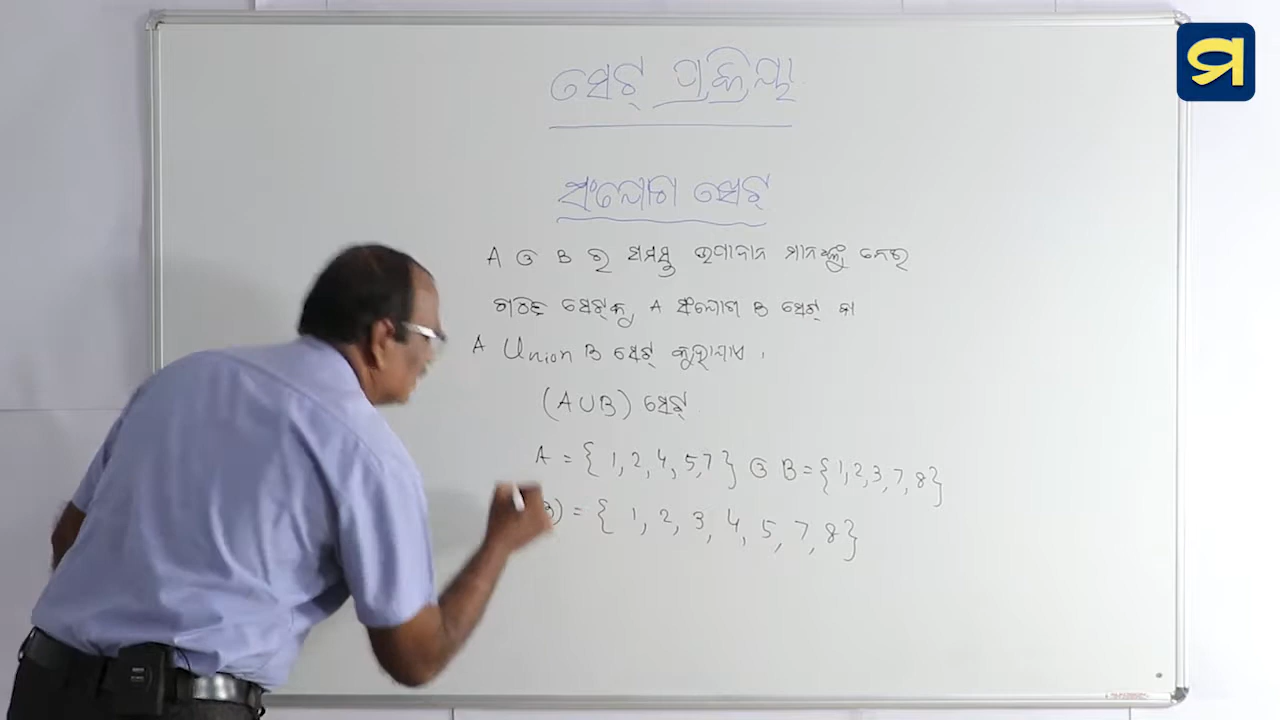 ସେଟ୍ ପ୍ରକ୍ରିୟା
ସଂଯୋଗ ସେଟ୍
A ଓ B ର ସମସ୍ତ ଉପାଦାନ ମାନଙ୍କୁ ନେଇ
ଗଠିତ ସେଟ୍‌କୁ A ସଂଯୋଗ B ସେଟ୍ ବା
A Union B ସେଟ୍ କୁହାଯାଏ ।
(A∪B) ସେଟ୍
A = { 1, 2, 4, 5, 7 } ଓ B = { 1, 2, 3, 7, 8 }
B) = { 1, 2, 3, 4, 5, 7, 8 }
ମ